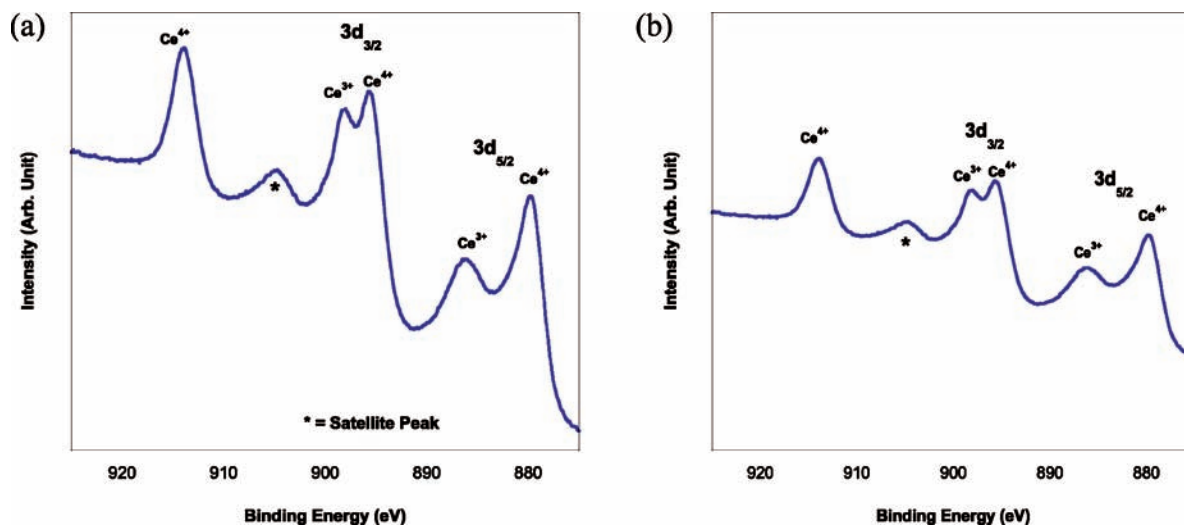 (a)
Ce⁴⁺
3d₃/₂
Ce³⁺
Ce⁴⁺
3d₅/₂
Ce⁴⁺
*
Ce³⁺
* = Satellite Peak
Intensity (Arb. Unit)
920 910 900 890 880
Binding Energy (eV)
(b)
Ce⁴⁺
3d₃/₂
Ce³⁺
Ce⁴⁺
3d₅/₂
Ce⁴⁺
*
Ce³⁺
Intensity (Arb. Unit)
920 910 900 890 880
Binding Energy (eV)